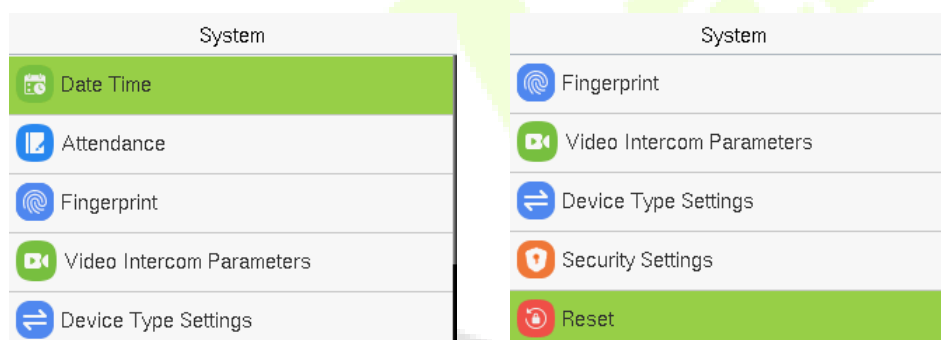 System
Date Time
Attendance
Fingerprint
Video Intercom Parameters
Device Type Settings
System
Fingerprint
Video Intercom Parameters
Device Type Settings
Security Settings
Reset